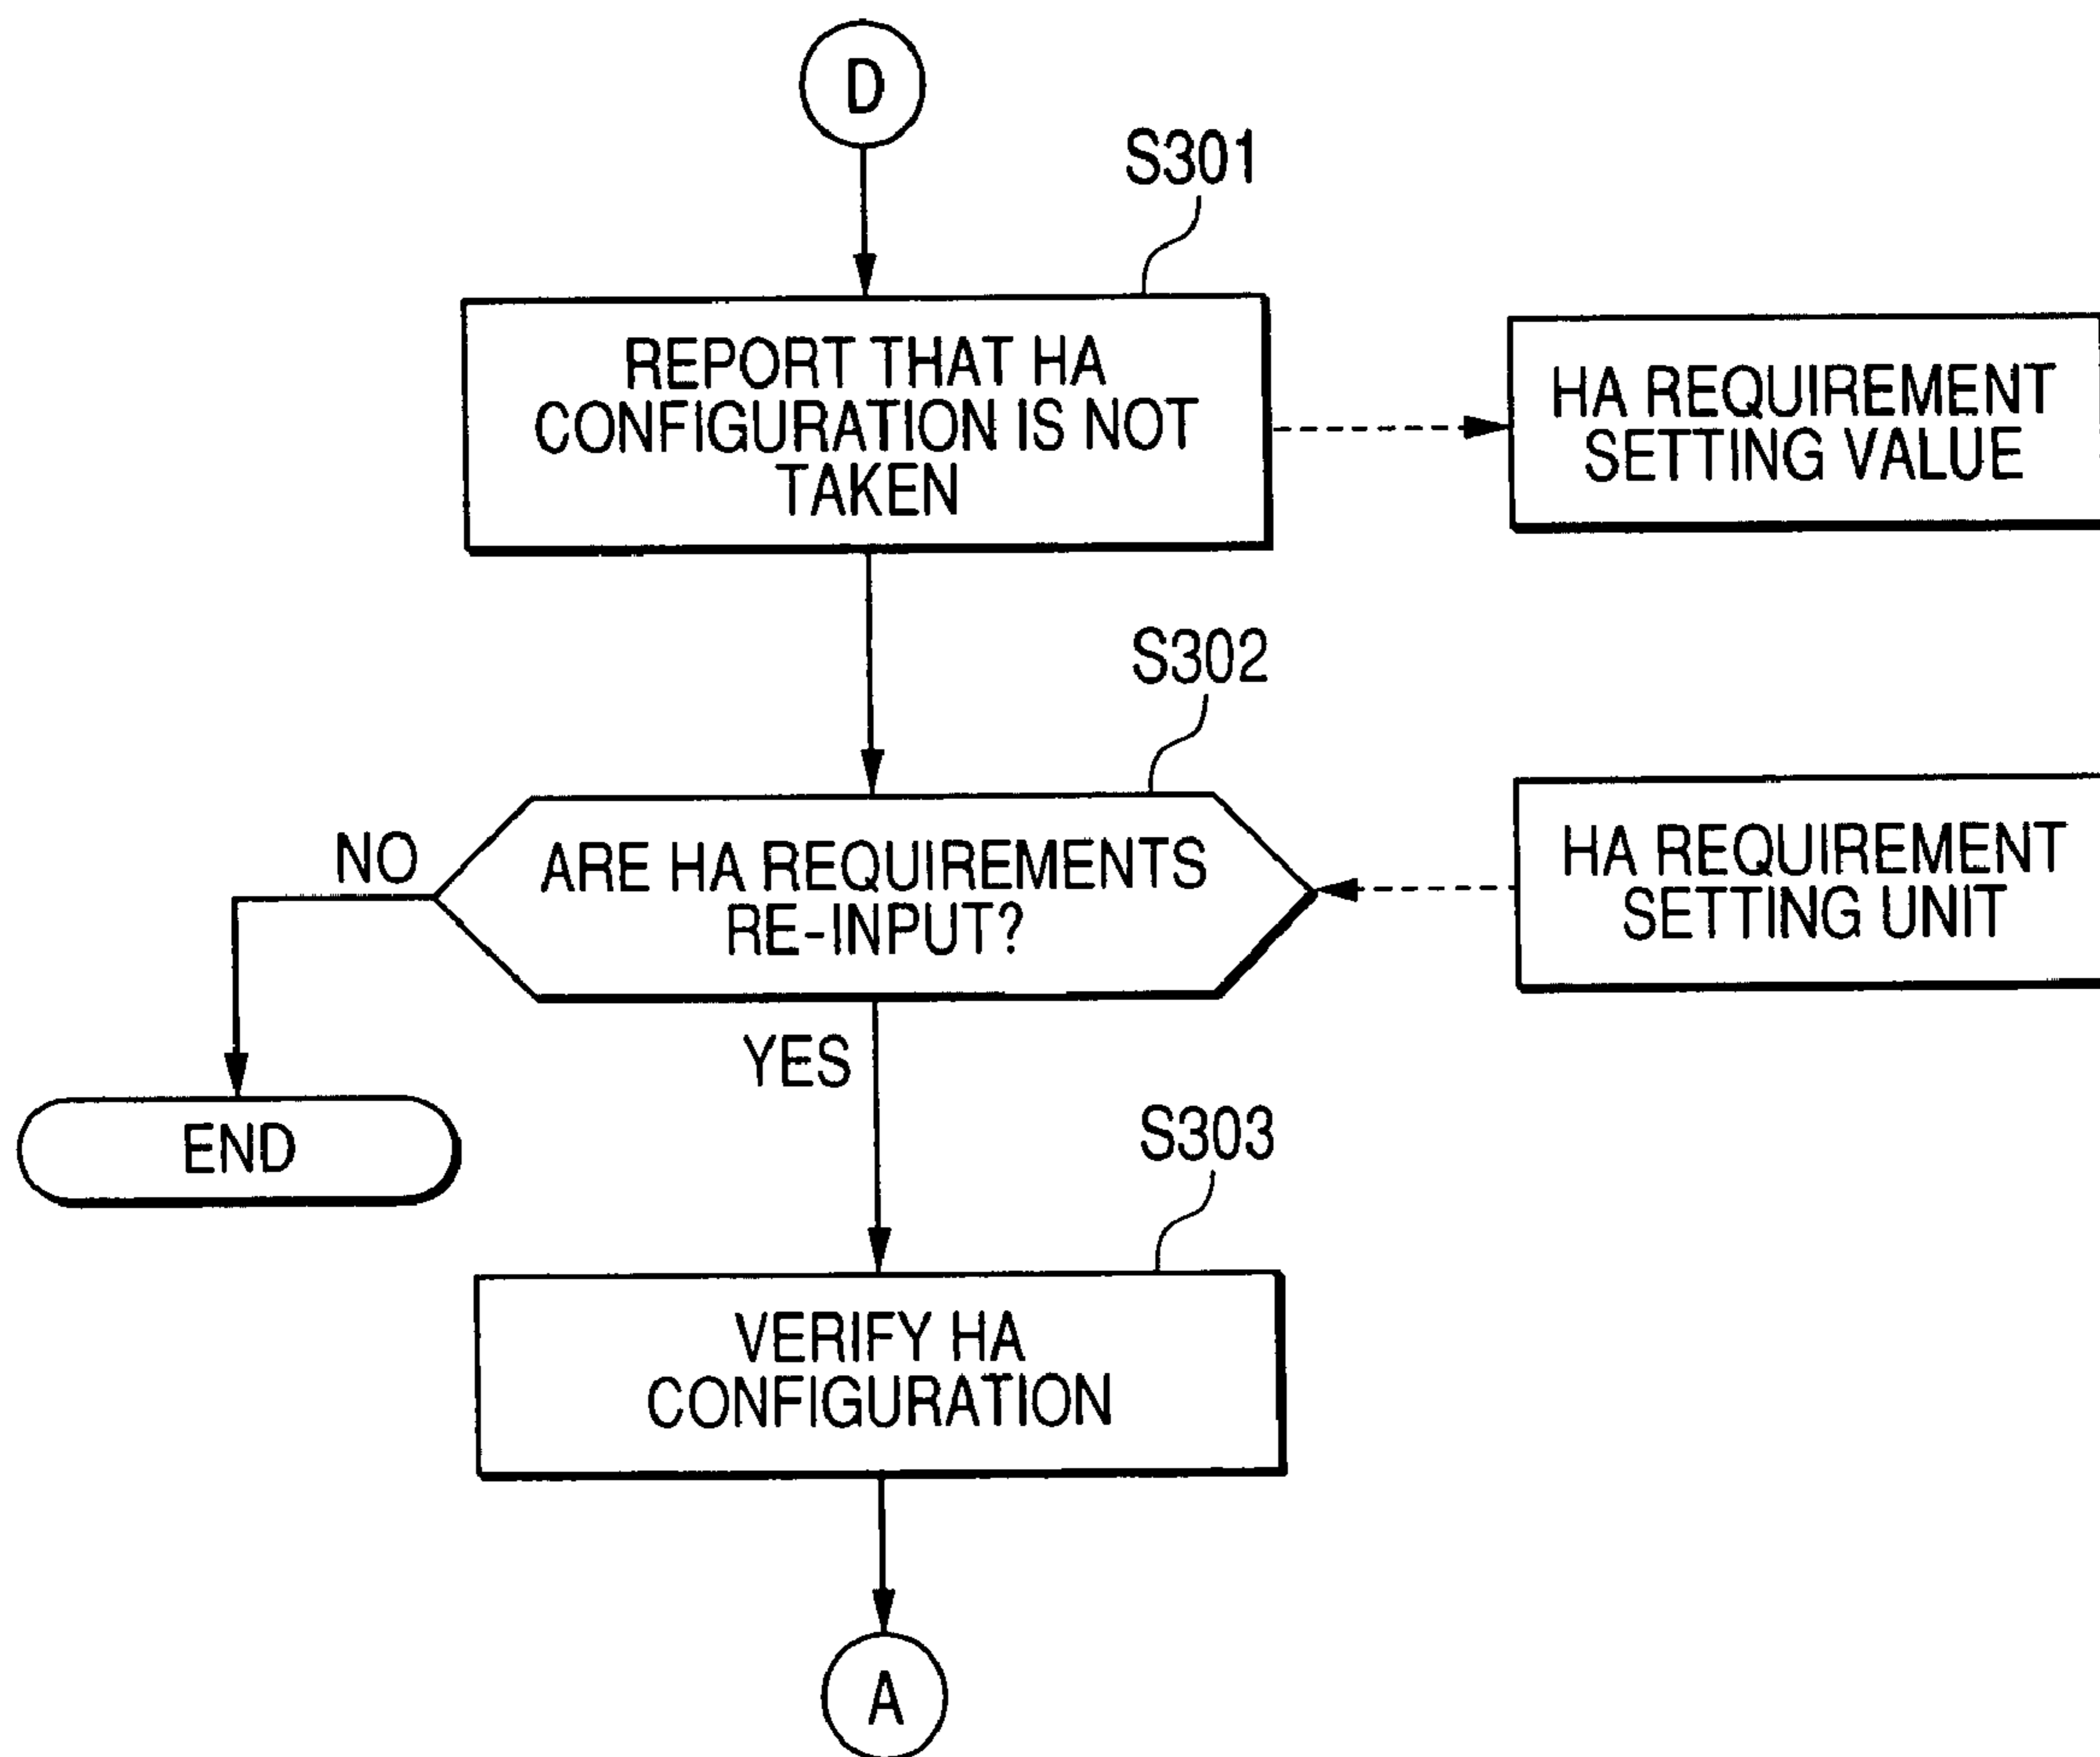 D
S301
REPORT THAT HA
CONFIGURATION IS NOT
TAKEN
HA REQUIREMENT
SETTING VALUE
S302
ARE HA REQUIREMENTS
RE-INPUT?
HA REQUIREMENT
SETTING UNIT
NO
YES
END
S303
VERIFY HA
CONFIGURATION
A